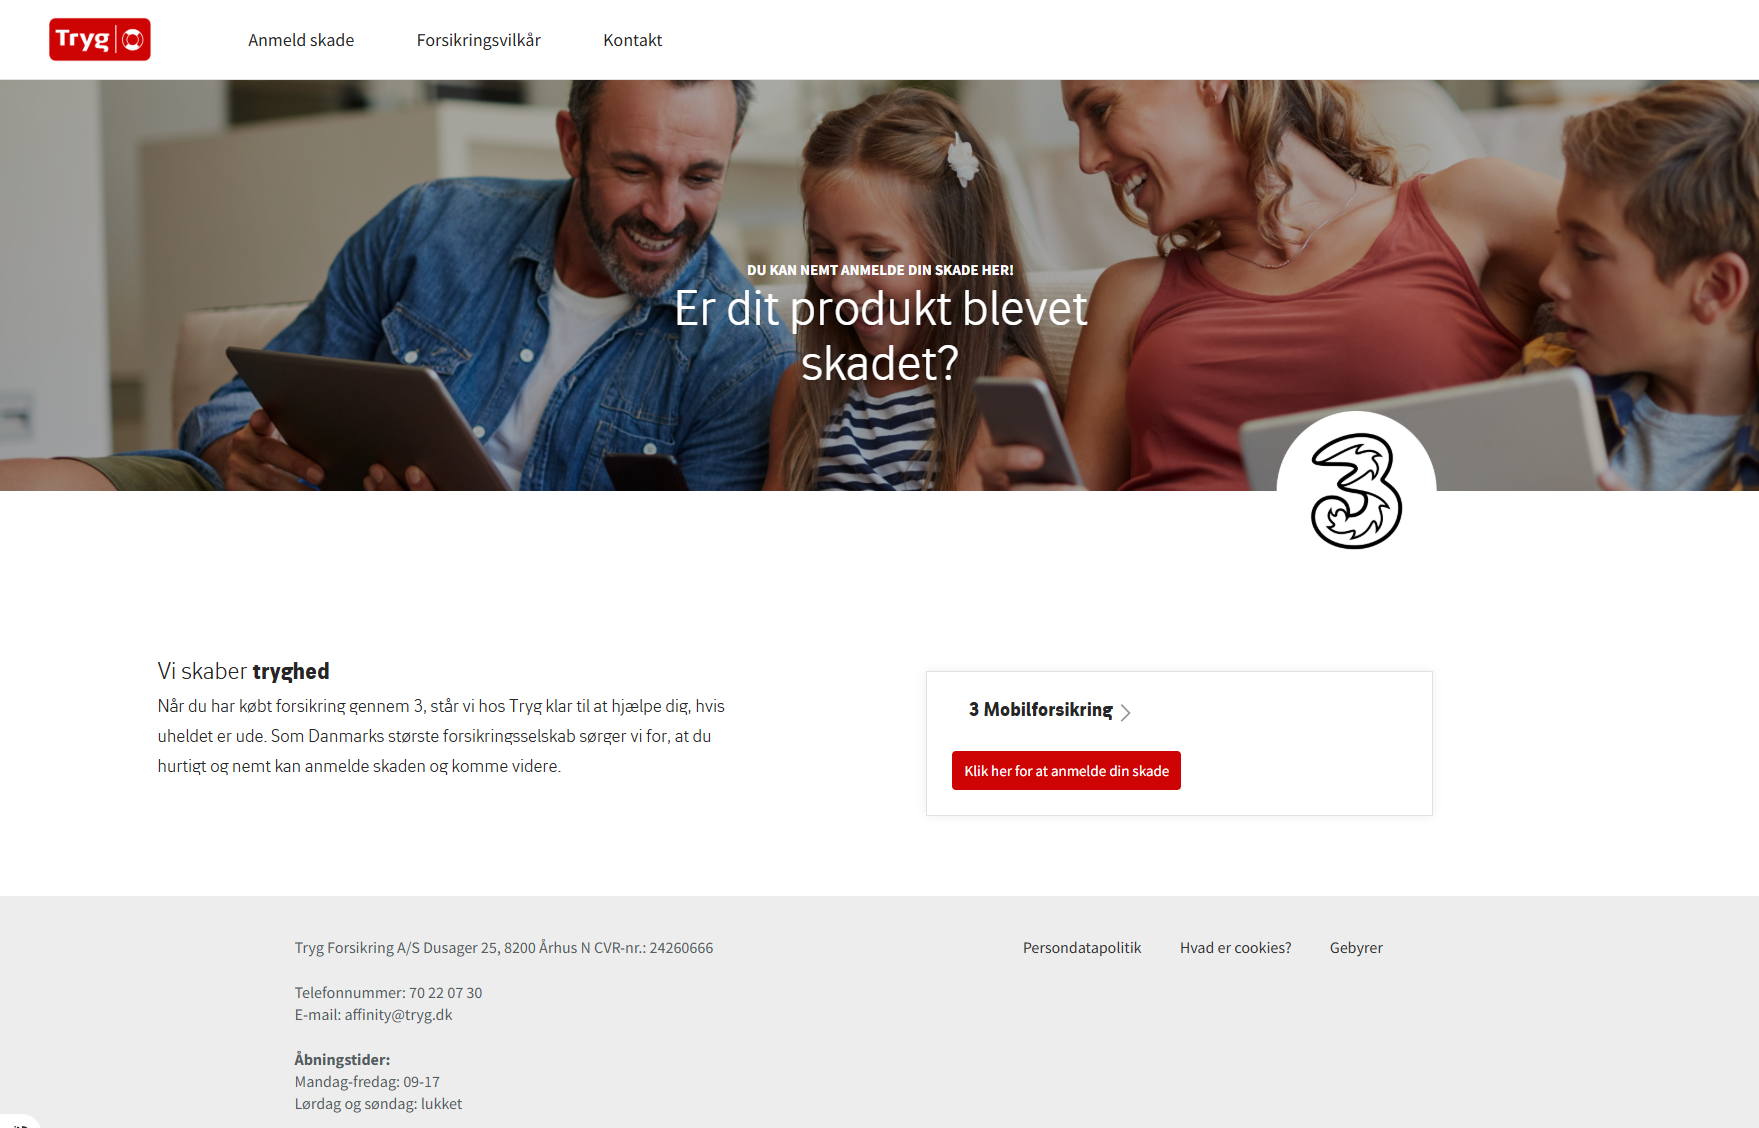 Tryg
Anmeld skade
Forsikringsvilkår
Kontakt
DU KAN NEMT ANMELDE DIN SKADE HER!
Er dit produkt blevet
skadet?
3
Vi skaber tryghed
Når du har købt forsikring gennem 3, står vi hos Tryg klar til at hjælpe dig, hvis
uheldet er ude. Som Danmarks største forsikringsselskab sørger vi for, at du
hurtigt og nemt kan anmelde skaden og komme videre.
3 Mobilforsikring
Klik her for at anmelde din skade
Tryg Forsikring A/S Dusager 25, 8200 Århus N CVR-nr.: 24260666
Telefonnummer: 70 22 07 30
E-mail: affinity@tryg.dk
Åbningstider:
Mandag-fredag: 09-17
Lørdag og søndag: lukket
Persondatapolitik
Hvad er cookies?
Gebyrer